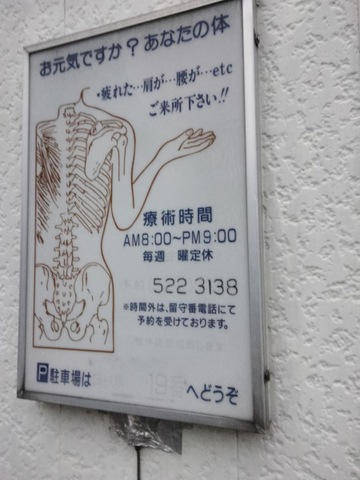 お元気ですか?あなたの体
・疲れた…肩が…腰が…etc
ご来所下さい!!
療術時間
AM8:00〜PM9:00
毎週 曜定休
522 3138
※時間外は、留守番電話にて
予約を受けております。
P駐車場は へどうぞ